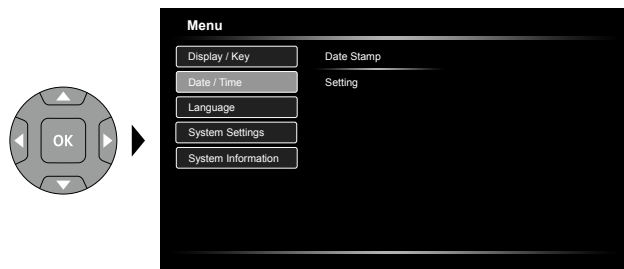 Menu
Display / Key
Date Stamp
Date / Time
Setting
Language
OK
System Settings
System Information